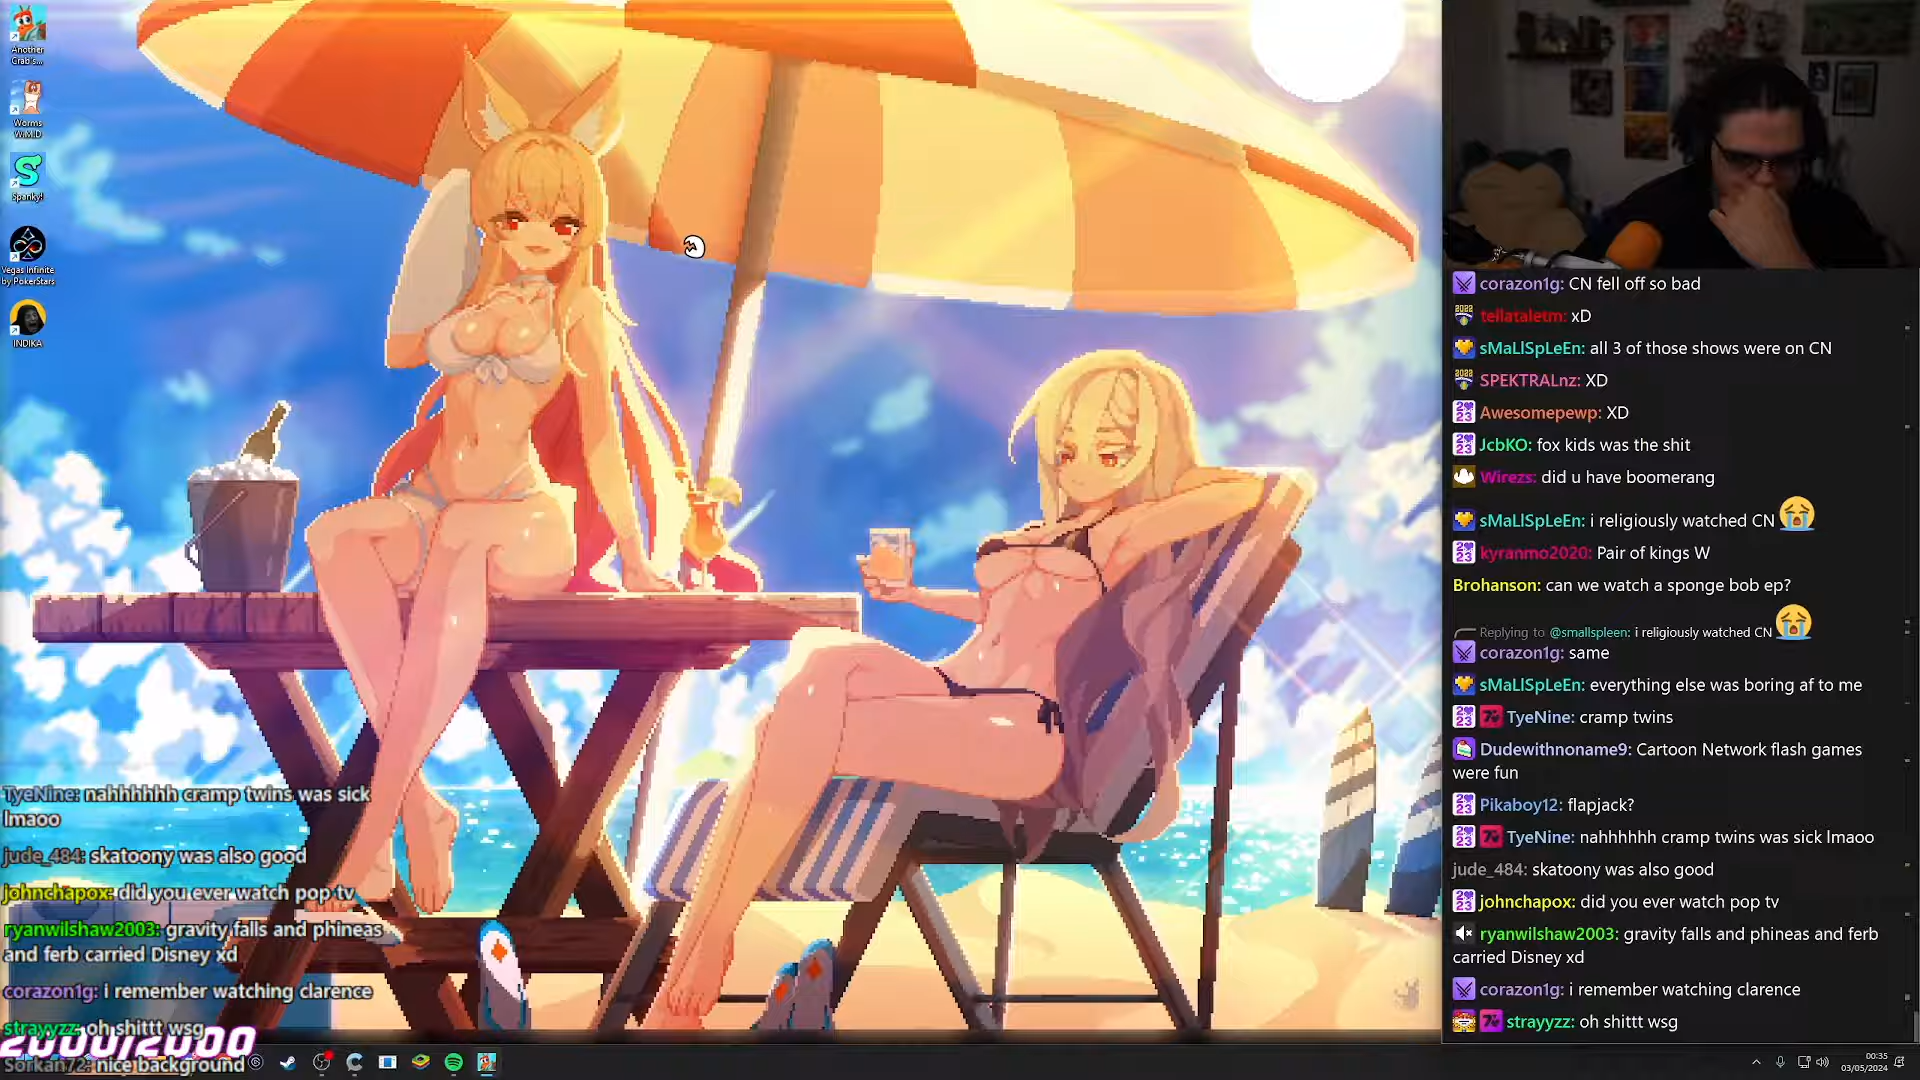 Another
Crab's...
Worms
W.M.D
Spanky!
Vegas Infinite
by PokerStars
INDIKA
TyeNine: nahhhhhh cramp twins was sick
lmaoo
jude_484: skatoony was also good
johnchapox: did you ever watch pop tv
ryanwilshaw2003: gravity falls and phineas
and ferb carried Disney xd
corazon1g: i remember watching clarence
strayyzz: oh shittt wsg
2000/2000
Sorkan72: nice background
corazon1g: CN fell off so bad
tellataletm: xD
sMaLlSpLeEn: all 3 of those shows were on CN
SPEKTRALnz: XD
Awesomepewp: XD
JcbKO: fox kids was the shit
Wirezs: did u have boomerang
sMaLlSpLeEn: i religiously watched CN 😭
kyranmo2020: Pair of kings W
Brohanson: can we watch a sponge bob ep?
Replying to @smallspleen: i religiously watched CN 😭
corazon1g: same
sMaLlSpLeEn: everything else was boring af to me
TyeNine: cramp twins
Dudewithnoname9: Cartoon Network flash games
were fun
Pikaboy12: flapjack?
TyeNine: nahhhhhh cramp twins was sick lmaoo
jude_484: skatoony was also good
johnchapox: did you ever watch pop tv
ryanwilshaw2003: gravity falls and phineas and ferb
carried Disney xd
corazon1g: i remember watching clarence
strayyzz: oh shittt wsg
00:35
03/05/2024